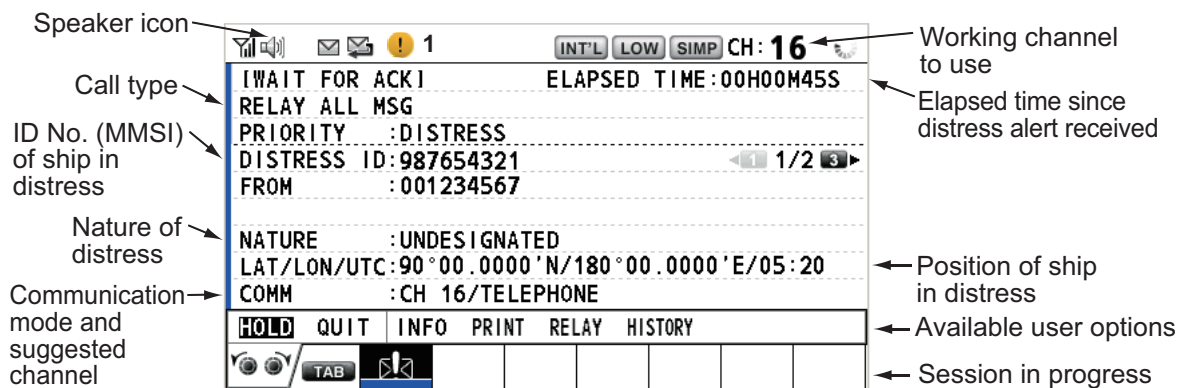 Speaker icon
1 INT'L LOW SIMP CH: 16
Working channel
to use
[WAIT FOR ACK] ELAPSED TIME:00H00M45S
Call type
RELAY ALL MSG
Elapsed time since
distress alert received
PRIORITY :DISTRESS
ID No. (MMSI)
of ship in
distress
DISTRESS ID:987654321 1 1/2 3
FROM :001234567
Nature of
distress
NATURE :UNDESIGNATED
LAT/LON/UTC:90°00.0000'N/180°00.0000'E/05:20
Position of ship
in distress
Communication
mode and
suggested
channel
COMM :CH 16/TELEPHONE
HOLD QUIT INFO PRINT RELAY HISTORY
Available user options
TAB
Session in progress